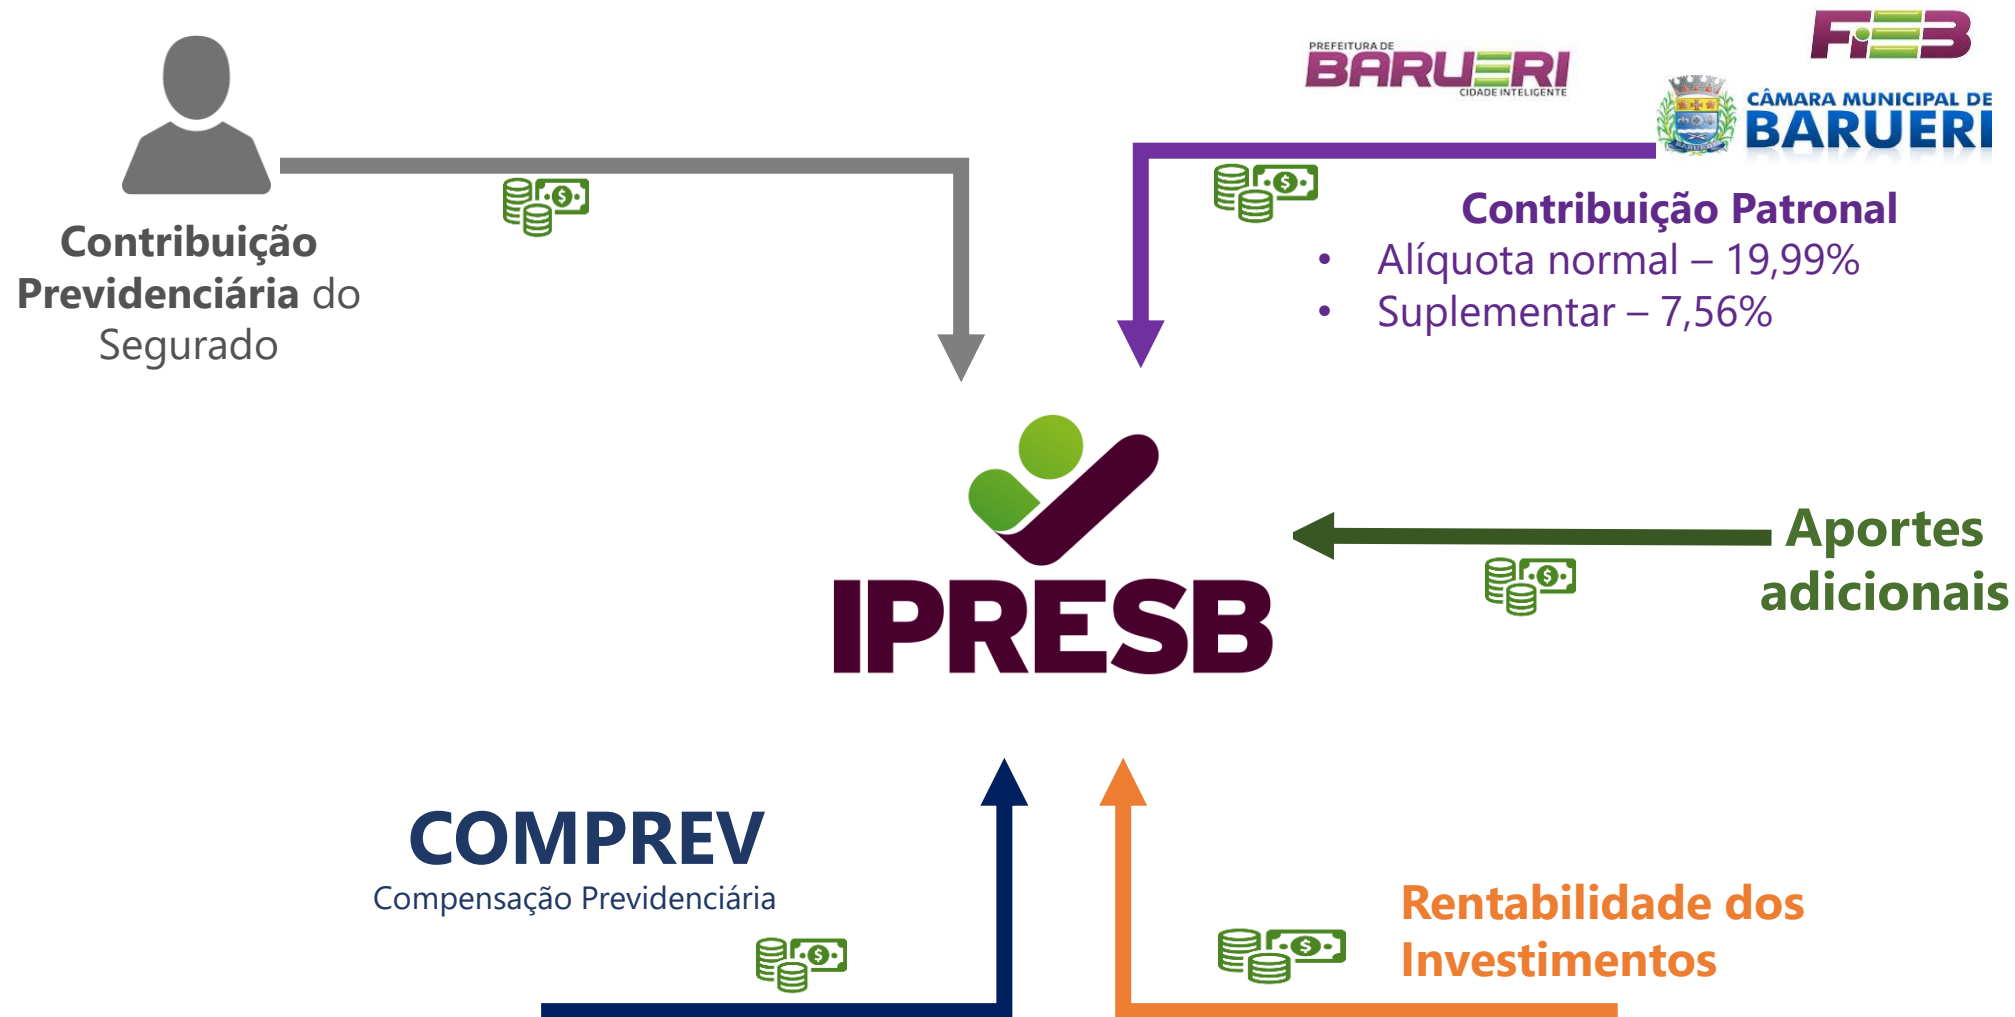 PREFEITURA DE
BARUERI
CIDADE INTELIGENTE
FiEB
CÂMARA MUNICIPAL DE
BARUERI
Contribuição
Previdenciária do
Segurado
Contribuição Patronal
• Alíquota normal – 19,99%
• Suplementar – 7,56%
IPRESB
Aportes
adicionais
COMPREV
Compensação Previdenciária
Rentabilidade dos
Investimentos